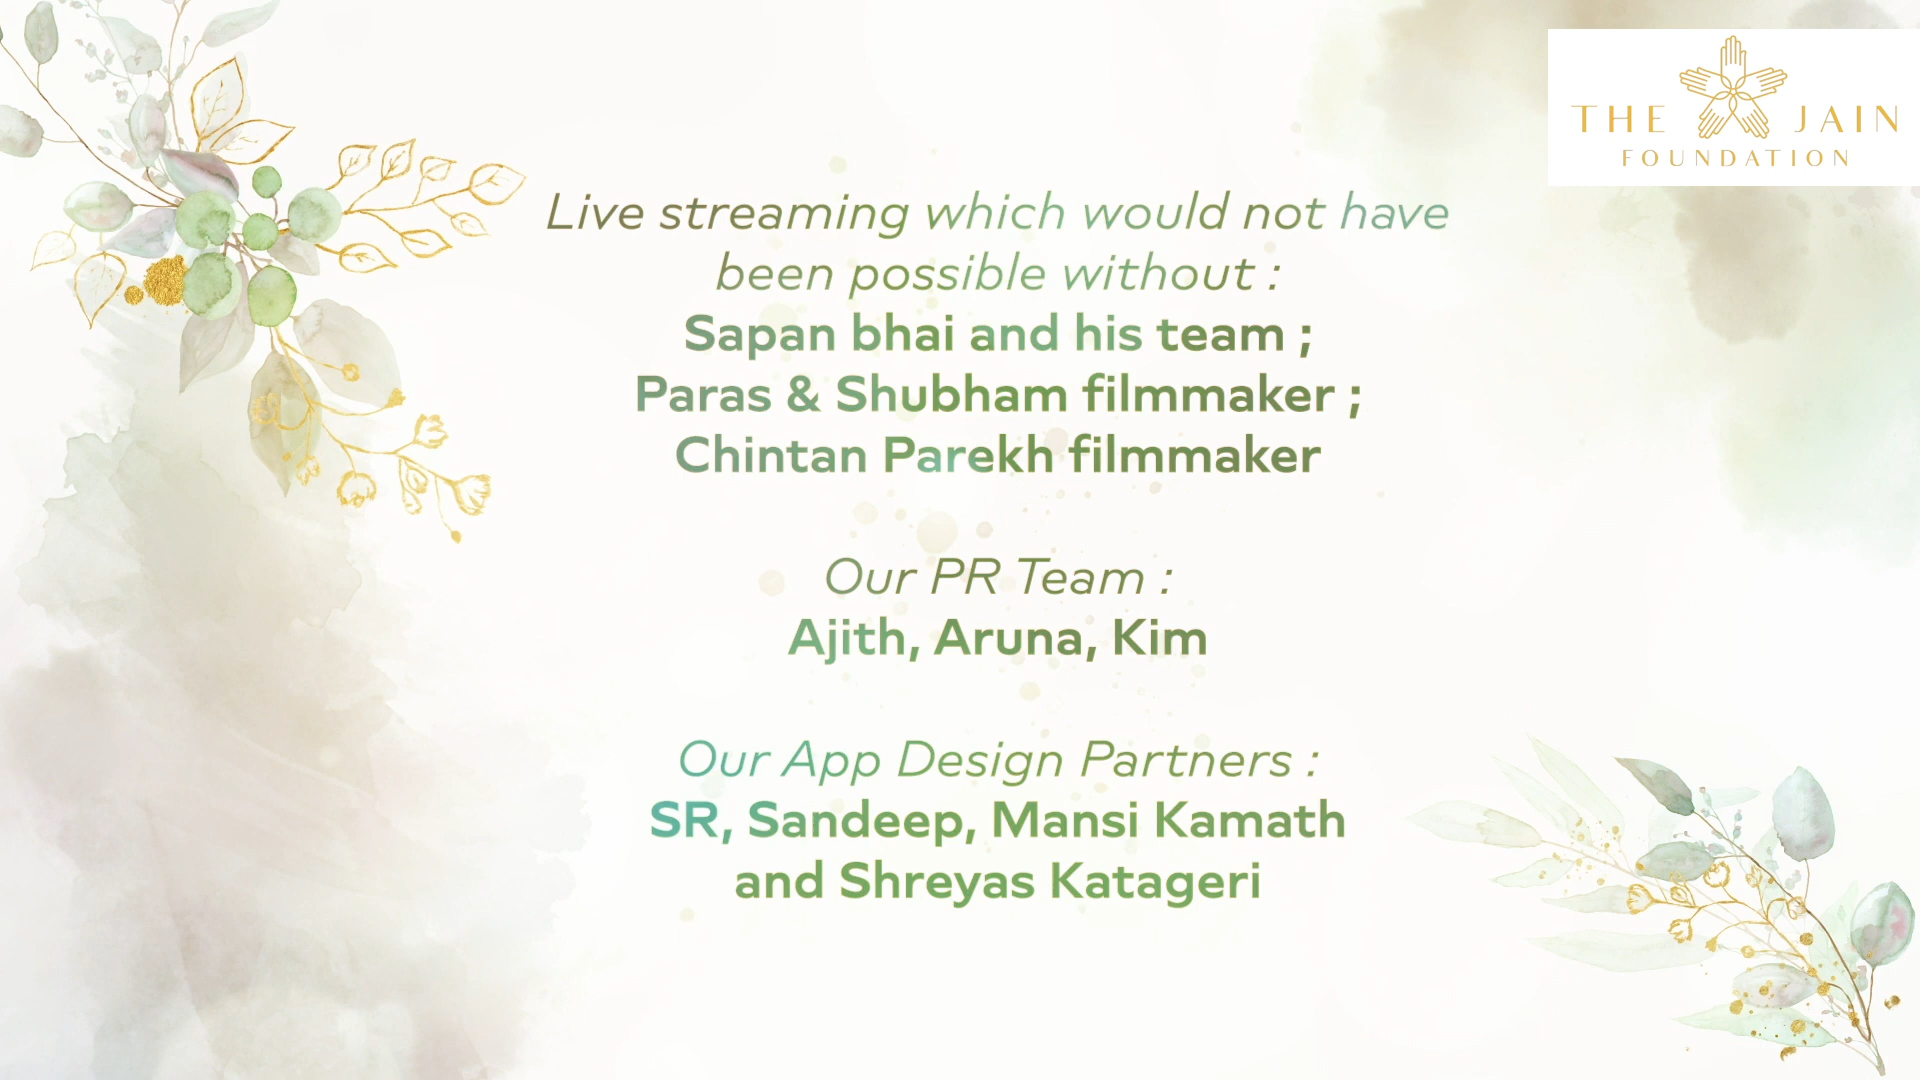 THE JAIN
FOUNDATION
Live streaming which would not have
been possible without :
Sapan bhai and his team ;
Paras & Shubham filmmaker ;
Chintan Parekh filmmaker
Our PR Team :
Ajith, Aruna, Kim
Our App Design Partners :
SR, Sandeep, Mansi Kamath
and Shreyas Katageri